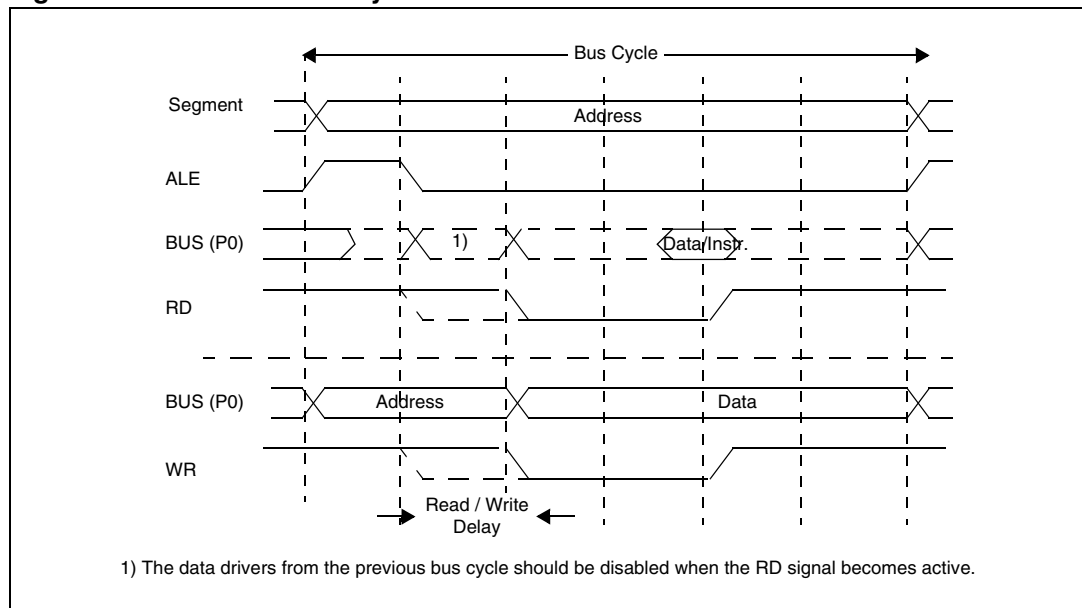 Bus Cycle
Segment
Address
ALE
BUS (P0)
1)
Data/Instr.
RD
BUS (P0)
Address
Data
WR
Read / Write
Delay
1) The data drivers from the previous bus cycle should be disabled when the RD signal becomes active.